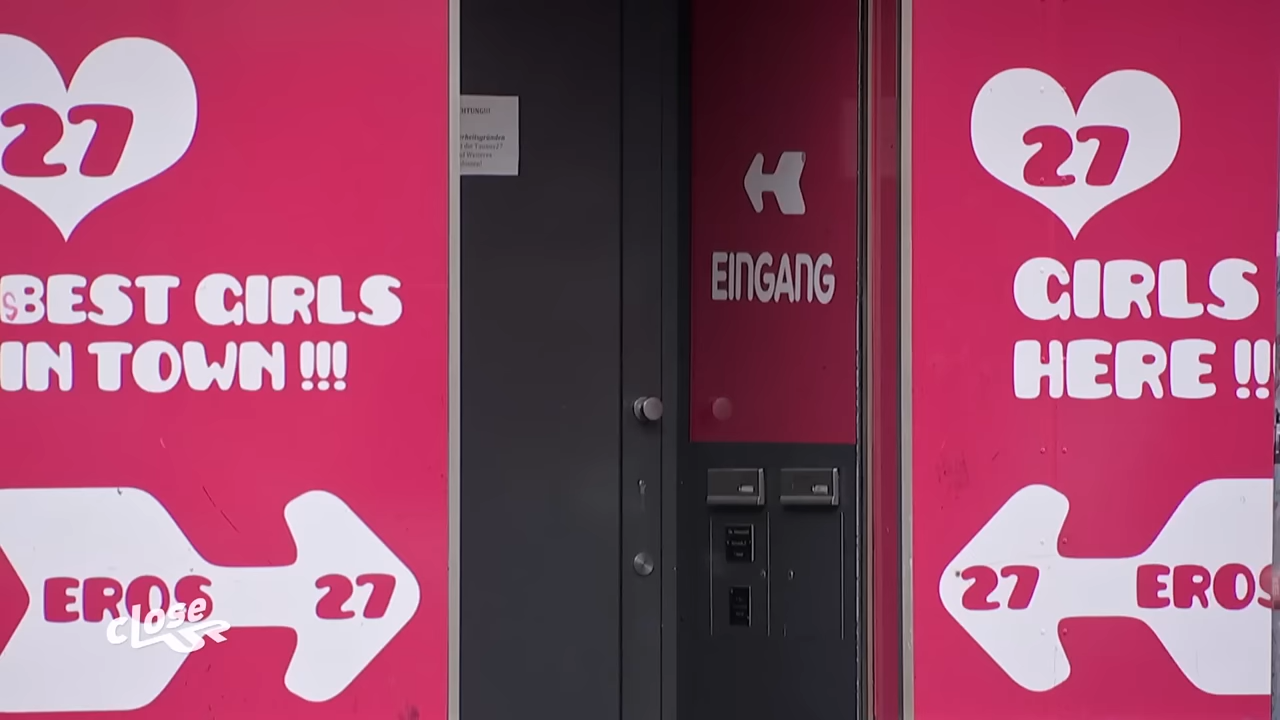 27
BEST GIRLS
IN TOWN !!!
EROS 27
close
EINGANG
27
GIRLS
HERE !!
27 EROS